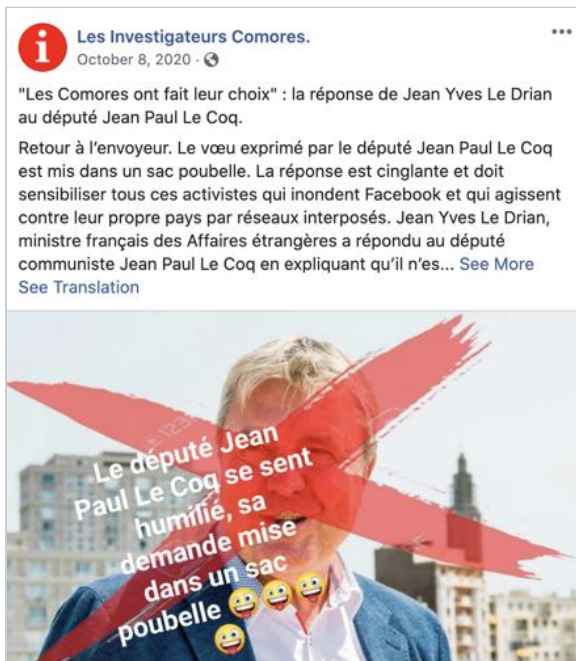 Les Investigateurs Comores.
October 8, 2020
"Les Comores ont fait leur choix" : la réponse de Jean Yves Le Drian
au député Jean Paul Le Coq.
Retour à l'envoyeur. Le vœu exprimé par le député Jean Paul Le Coq
est mis dans un sac poubelle. La réponse est cinglante et doit
sensibiliser tous ces activistes qui inondent Facebook et qui agissent
contre leur propre pays par réseaux interposés. Jean Yves Le Drian,
ministre français des Affaires étrangères a répondu au député
communiste Jean Paul Le Coq en expliquant qu'il n'es... See More
See Translation
Le député Jean
Paul Le Coq se sent
humilié, sa
demande mise
dans un sac
poubelle 🤪🤪🤪
🤪